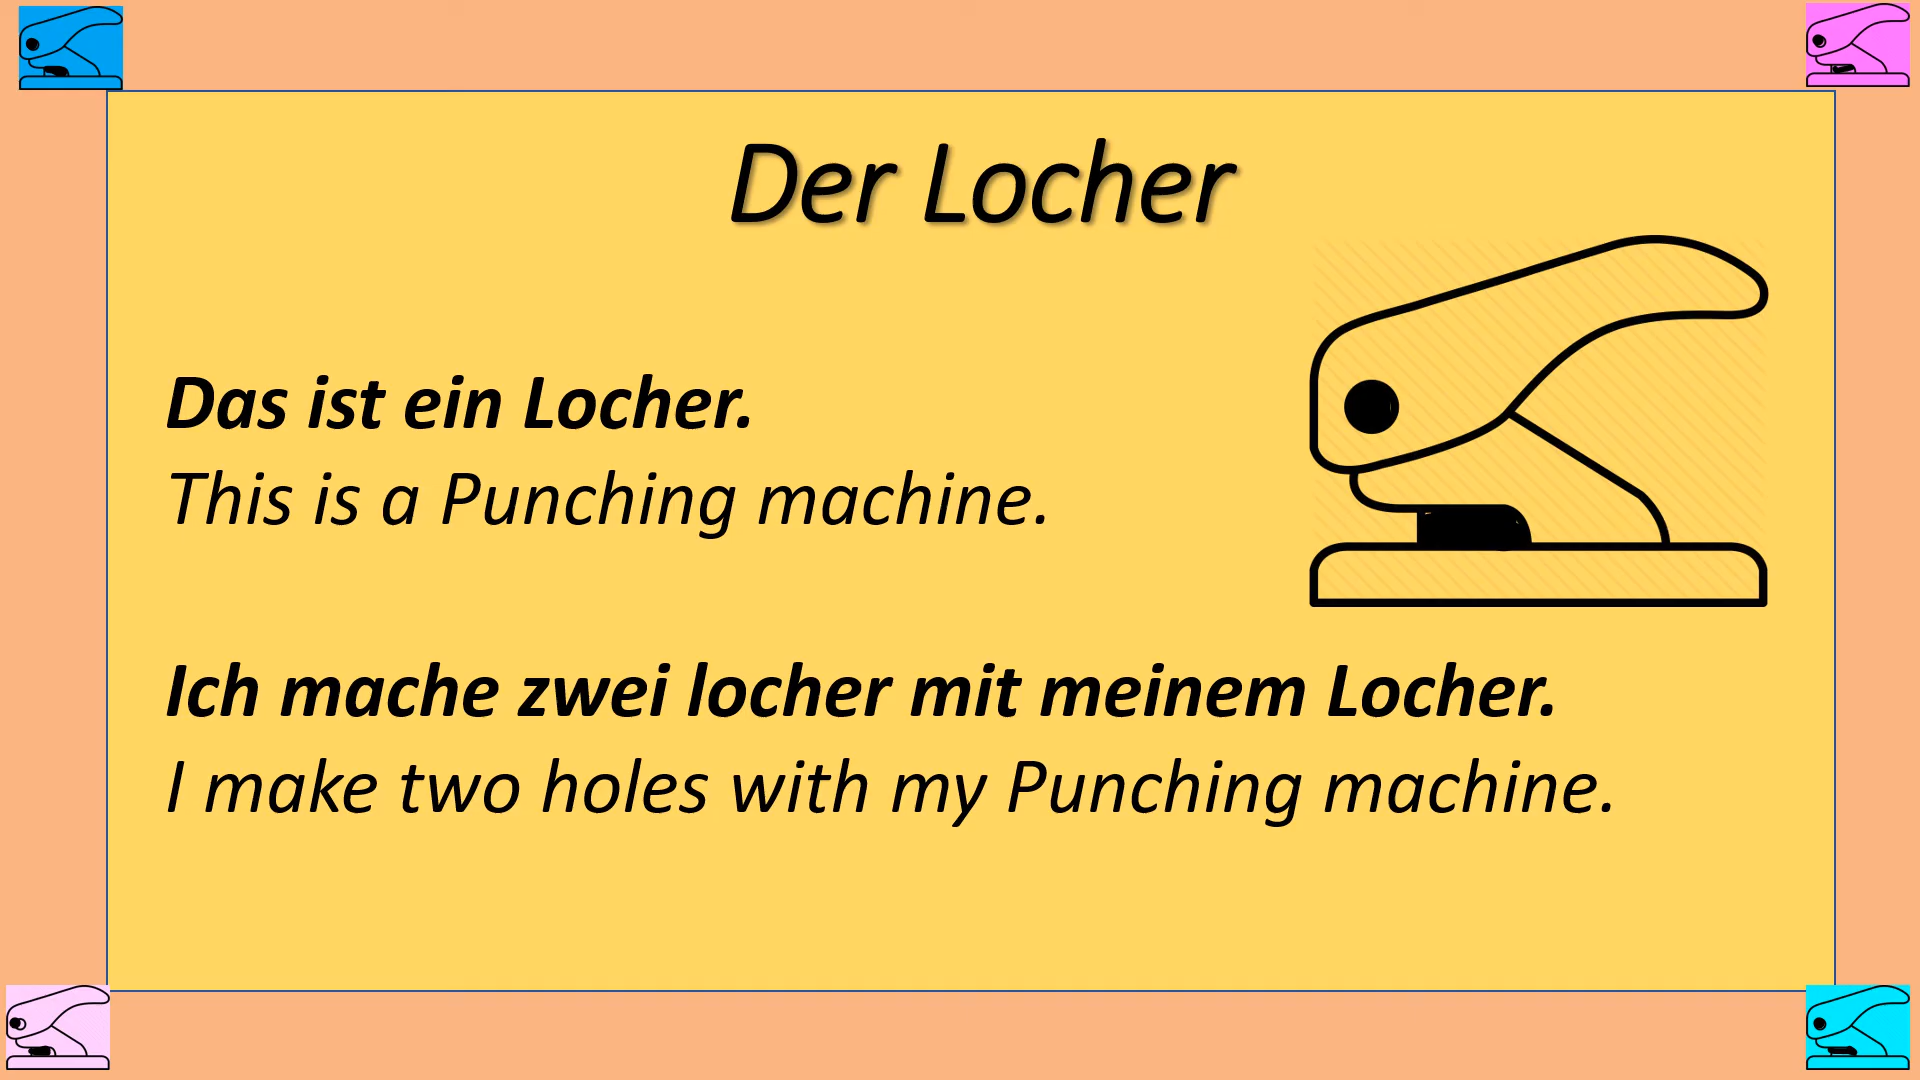 Der Locher
Das ist ein Locher.
This is a Punching machine.
Ich mache zwei locher mit meinem Locher.
I make two holes with my Punching machine.